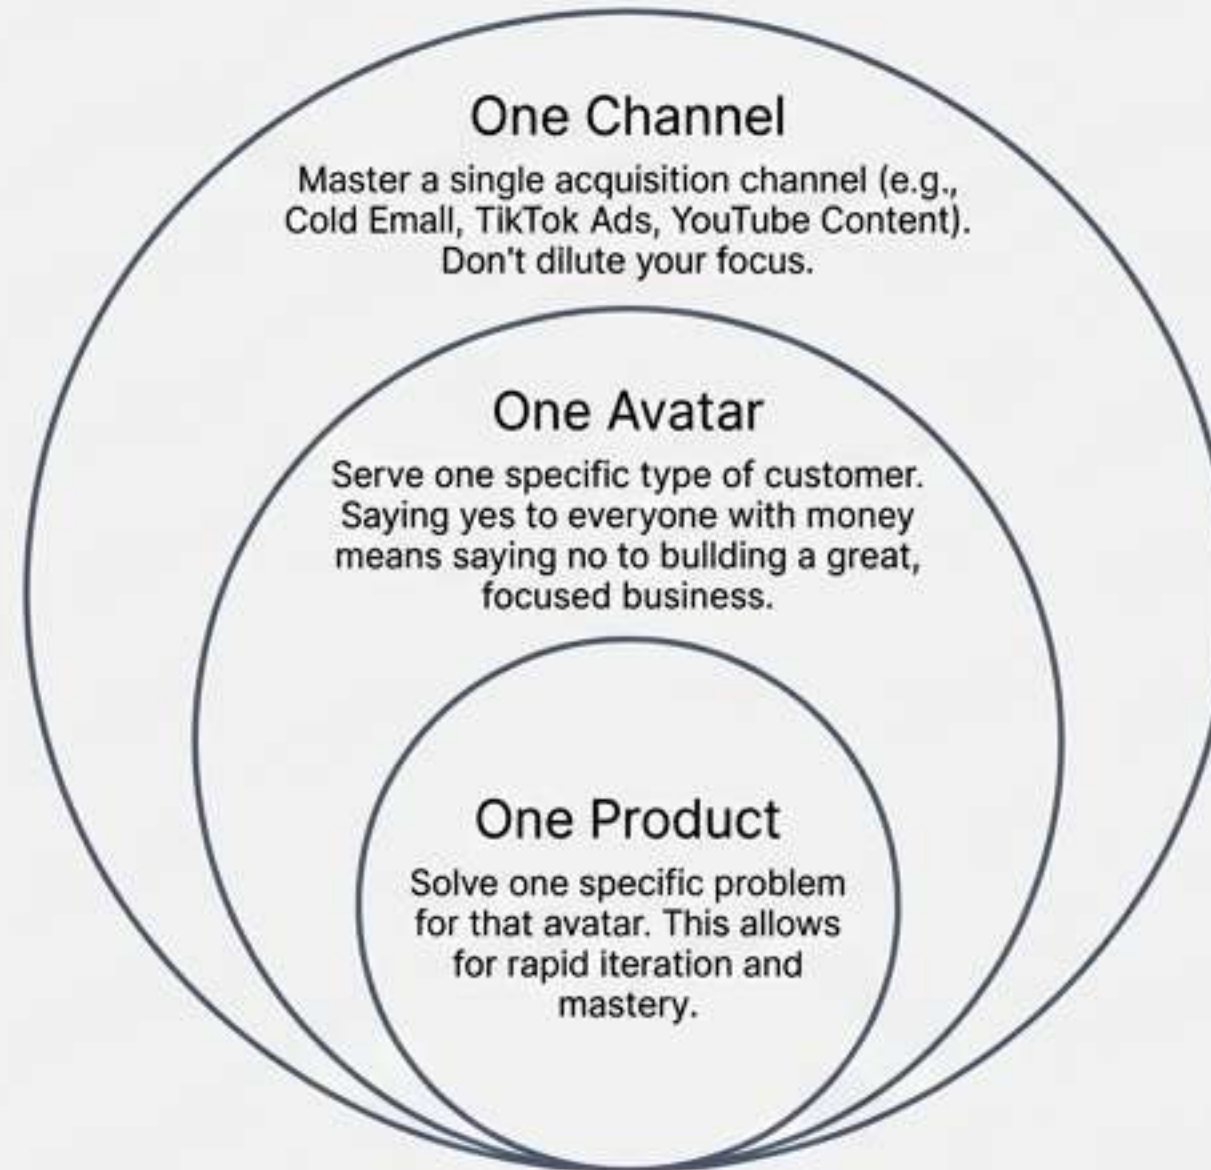 One Channel
Master a single acquisition channel (e.g.,
Cold Emall, TikTok Ads, YouTube Content).
Don't dilute your focus.
One Avatar
Serve one specific type of customer.
Saying yes to everyone with money
means saying no to bullding a great,
focused business.
One Product
Solve one specific problem
for that avatar. This allows
for rapid iteration and
mastery.